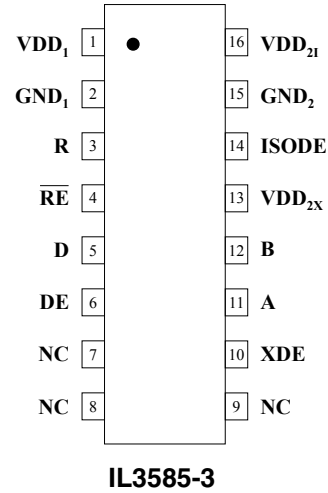 VDD₁ 1 16 VDD₂I
GND₁ 2 15 GND₂
R 3 14 ISODE
R̅E̅ 4 13 VDD₂X
D 5 12 B
DE 6 11 A
NC 7 10 XDE
NC 8 9 NC
IL3585-3